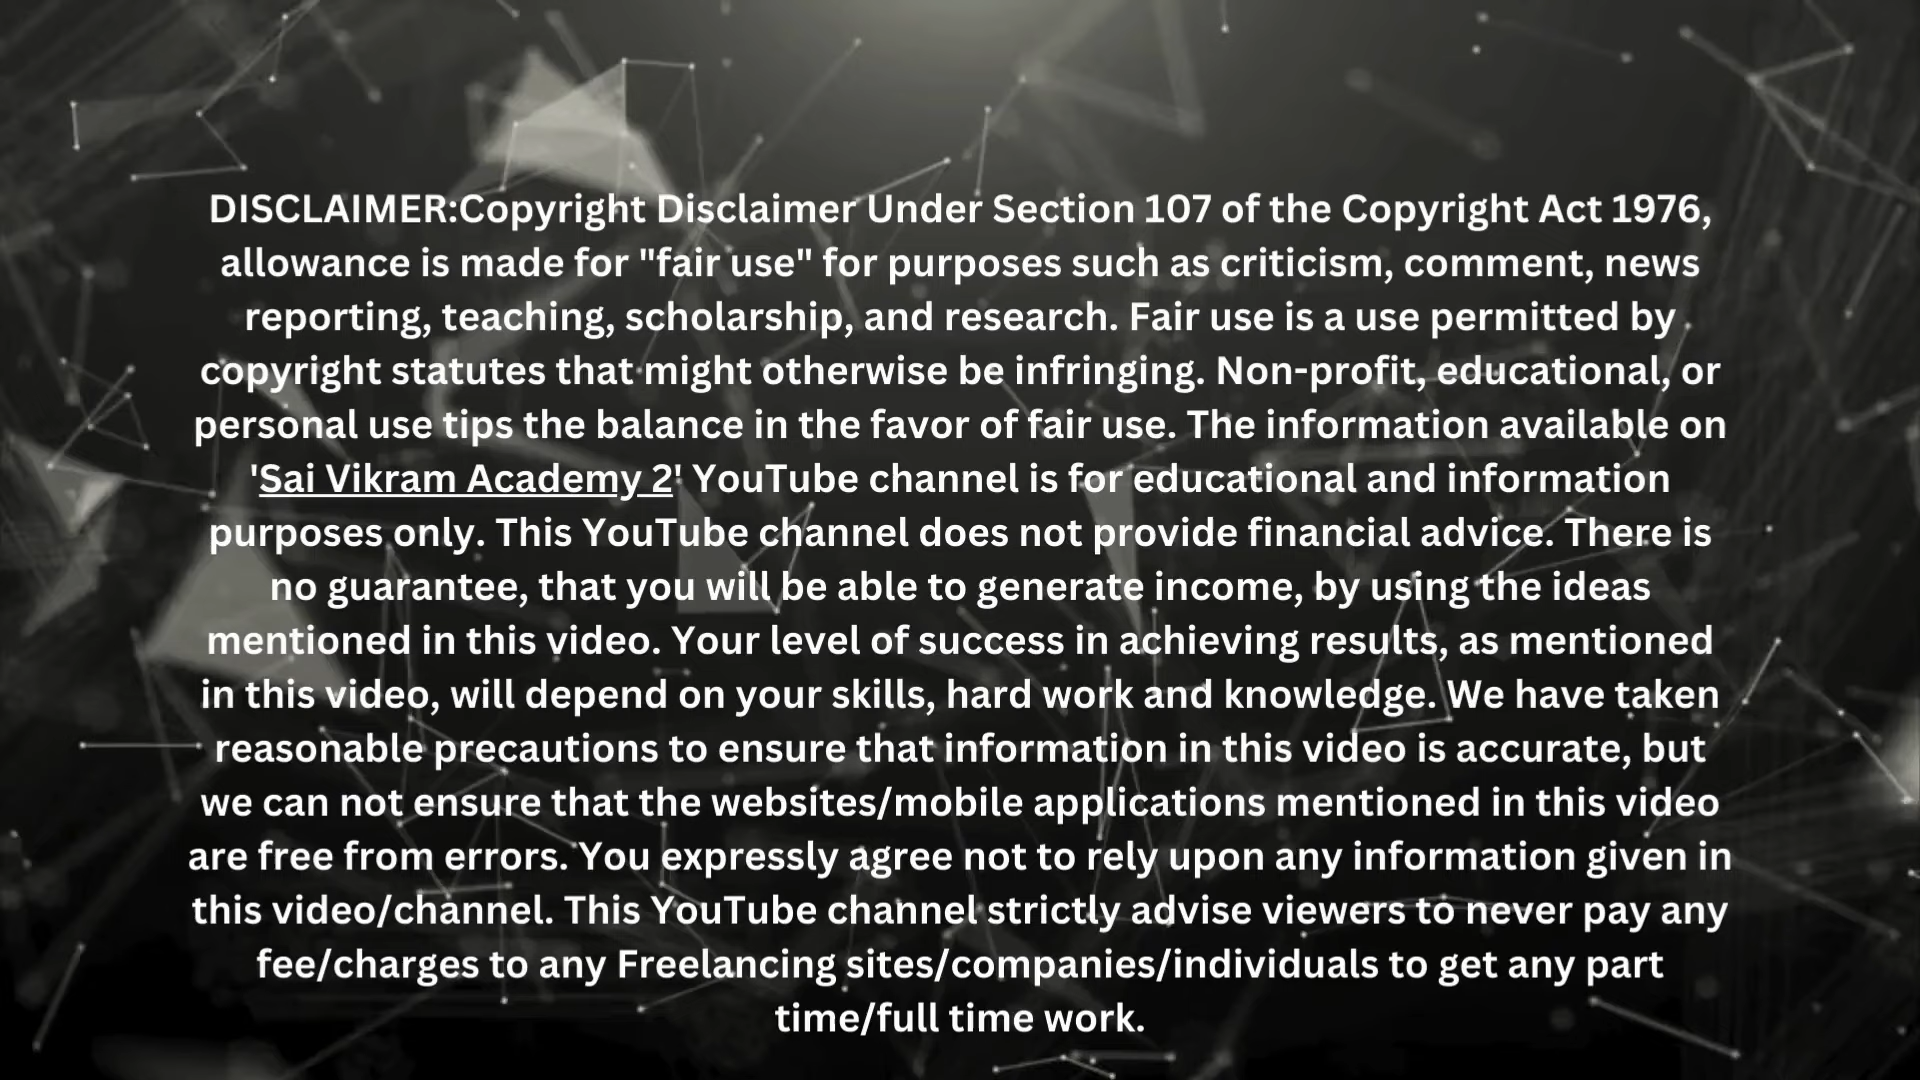 DISCLAIMER:Copyright Disclaimer Under Section 107 of the Copyright Act 1976,
allowance is made for "fair use" for purposes such as criticism, comment, news
reporting, teaching, scholarship, and research. Fair use is a use permitted by
copyright statutes that might otherwise be infringing. Non-profit, educational, or
personal use tips the balance in the favor of fair use. The information available on
'Sai Vikram Academy 2' YouTube channel is for educational and information
purposes only. This YouTube channel does not provide financial advice. There is
no guarantee, that you will be able to generate income, by using the ideas
mentioned in this video. Your level of success in achieving results, as mentioned
in this video, will depend on your skills, hard work and knowledge. We have taken
reasonable precautions to ensure that information in this video is accurate, but
we can not ensure that the websites/mobile applications mentioned in this video
are free from errors. You expressly agree not to rely upon any information given in
this video/channel. This YouTube channel strictly advise viewers to never pay any
fee/charges to any Freelancing sites/companies/individuals to get any part
time/full time work.